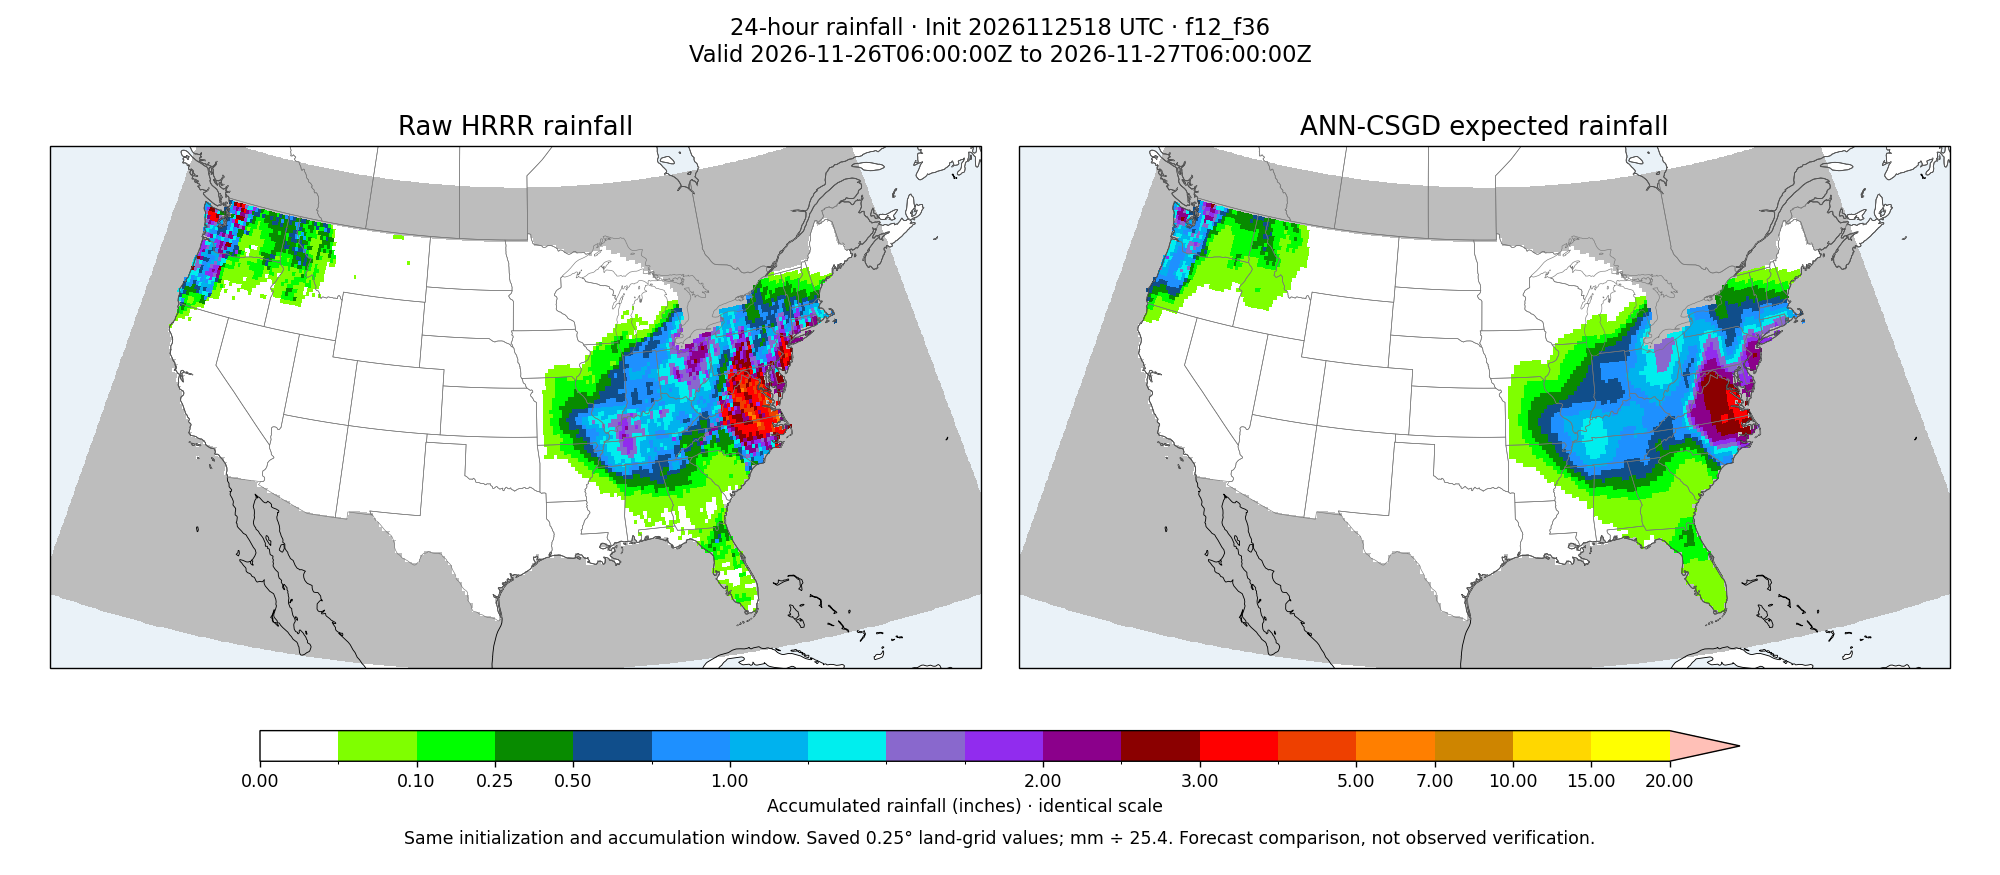 24-hour rainfall · Init 2026112518 UTC · f12_f36
Valid 2026-11-26T06:00:00Z to 2026-11-27T06:00:00Z
Raw HRRR rainfall
ANN-CSGD expected rainfall
0.00 0.10 0.25 0.50 1.00 2.00 3.00 5.00 7.00 10.00 15.00 20.00
Accumulated rainfall (inches) · identical scale
Same initialization and accumulation window. Saved 0.25° land-grid values; mm ÷ 25.4. Forecast comparison, not observed verification.